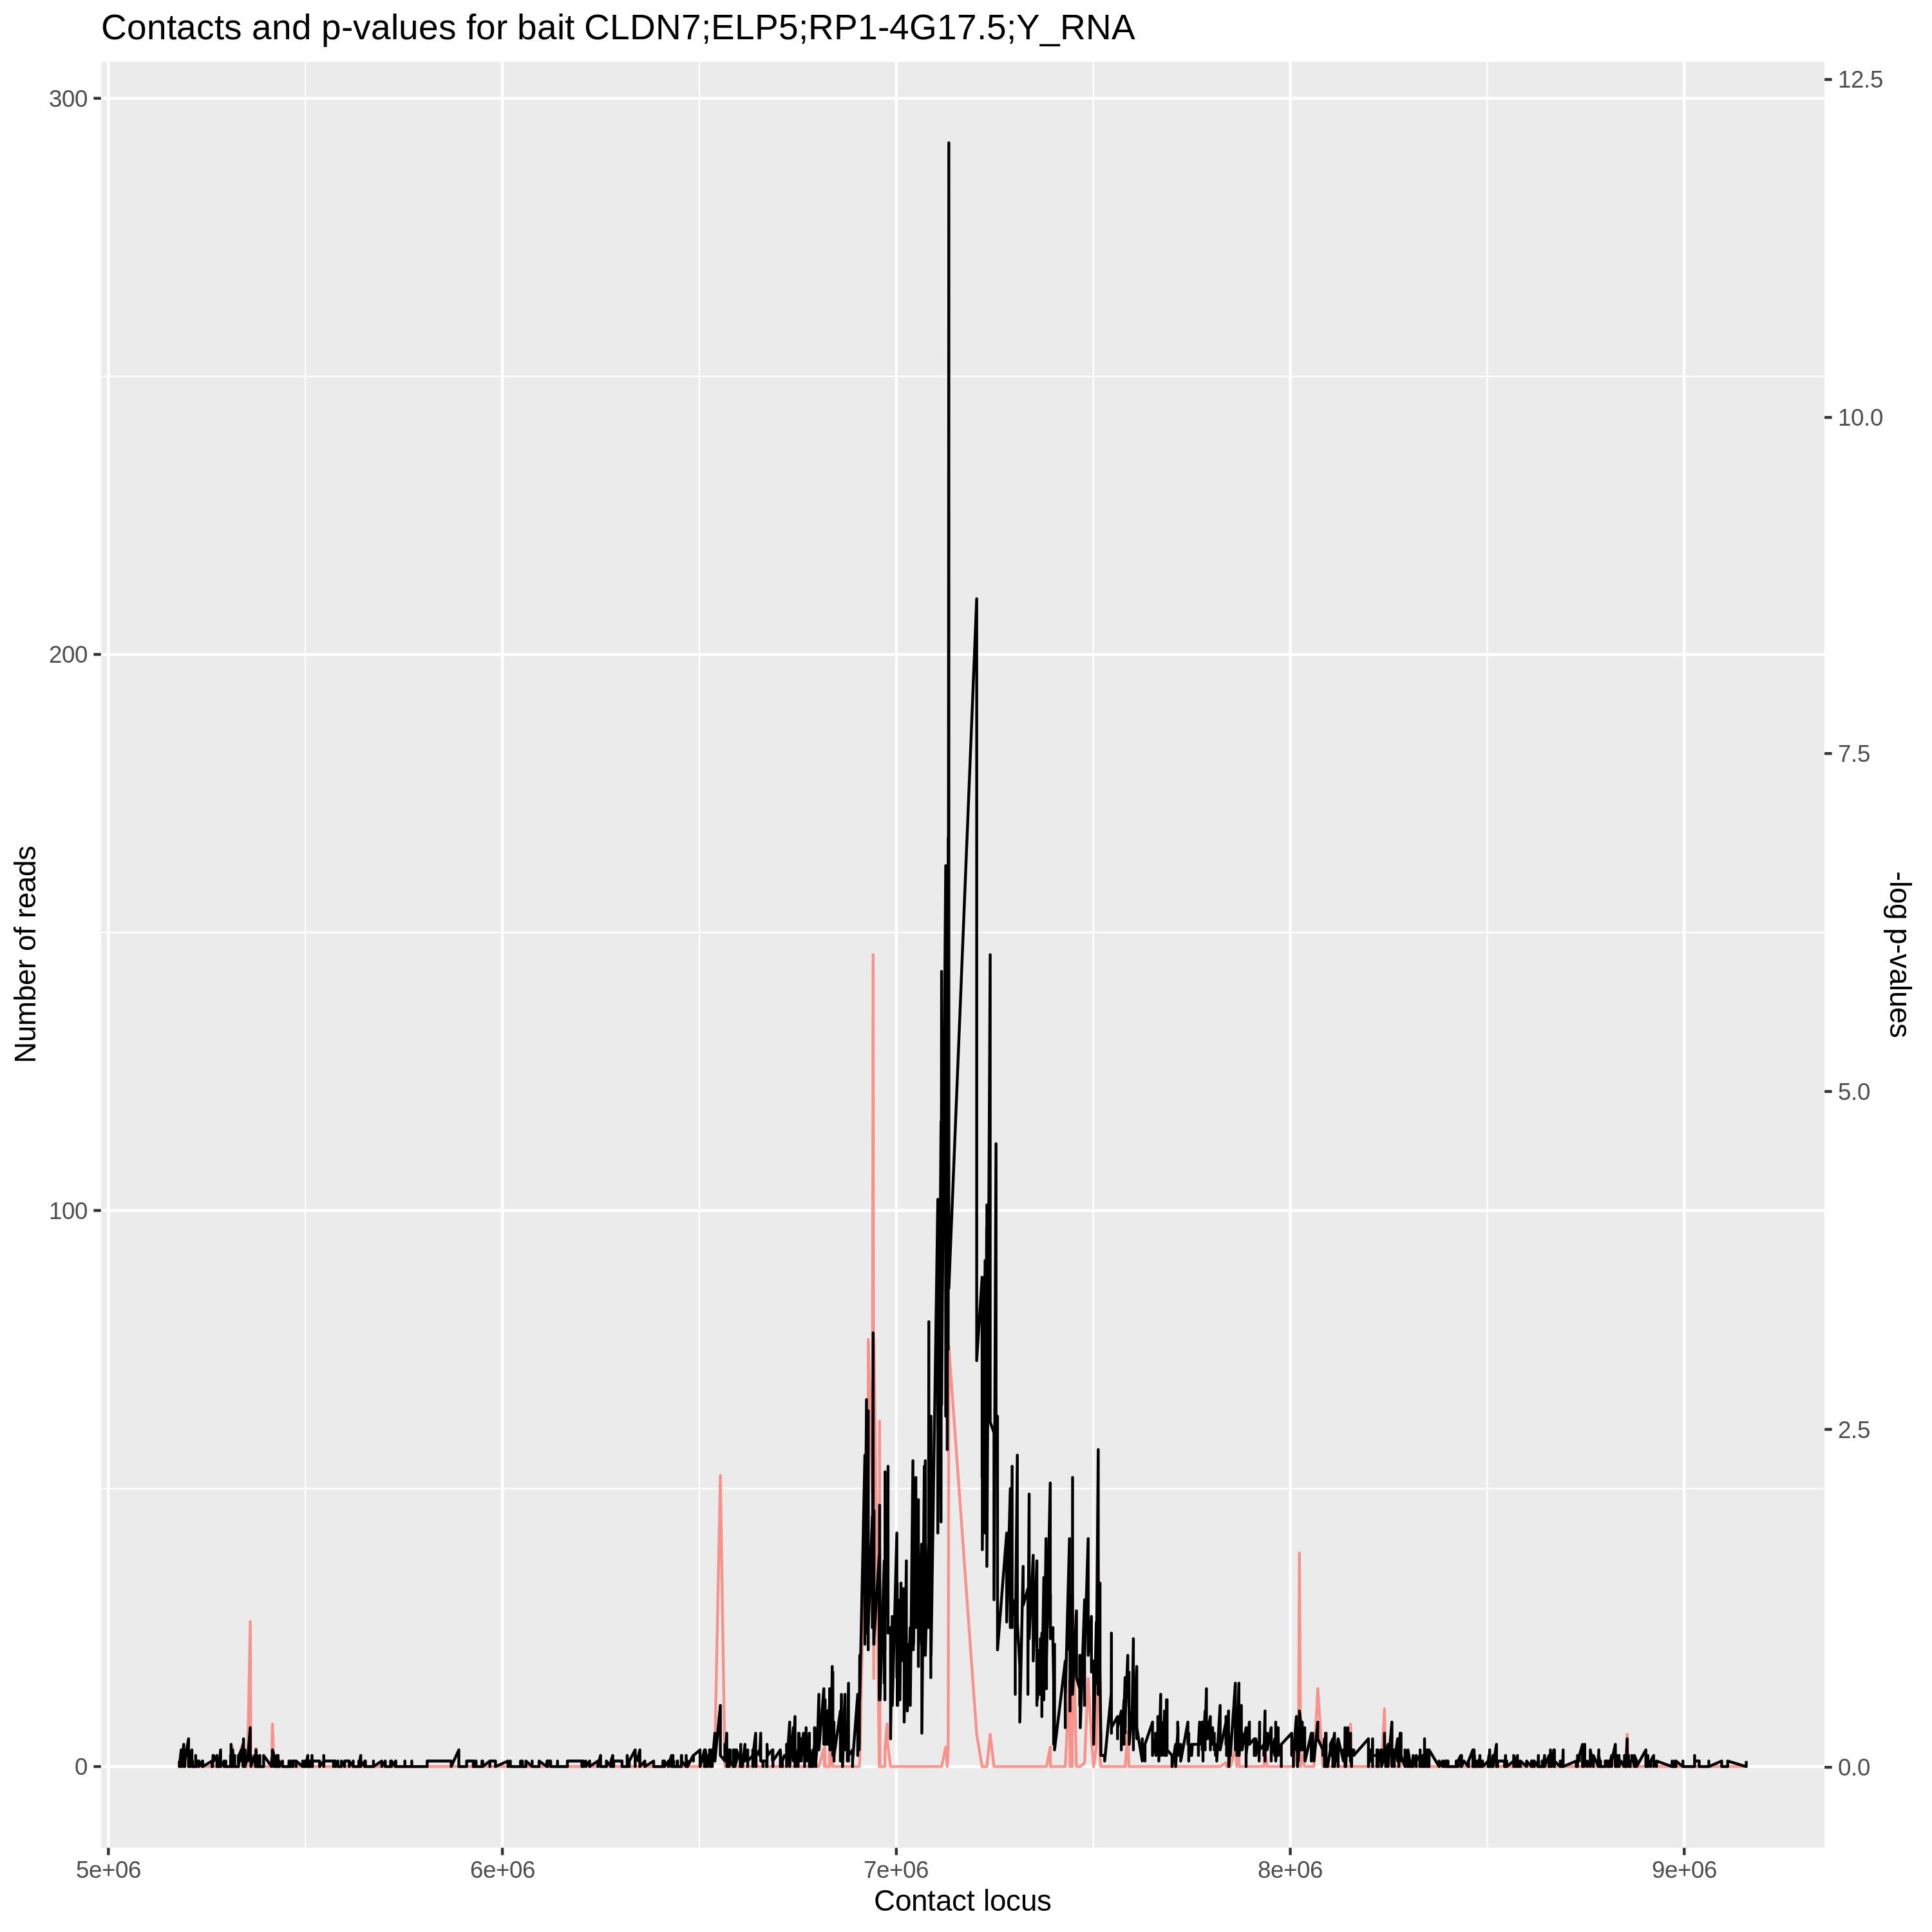 Contacts and p-values for bait CLDN7;ELP5;RP1-4G17.5;Y_RNA
300
200
100
0
Number of reads
12.5
10.0
7.5
5.0
2.5
0.0
-log p-values
5e+06
6e+06
7e+06
8e+06
9e+06
Contact locus